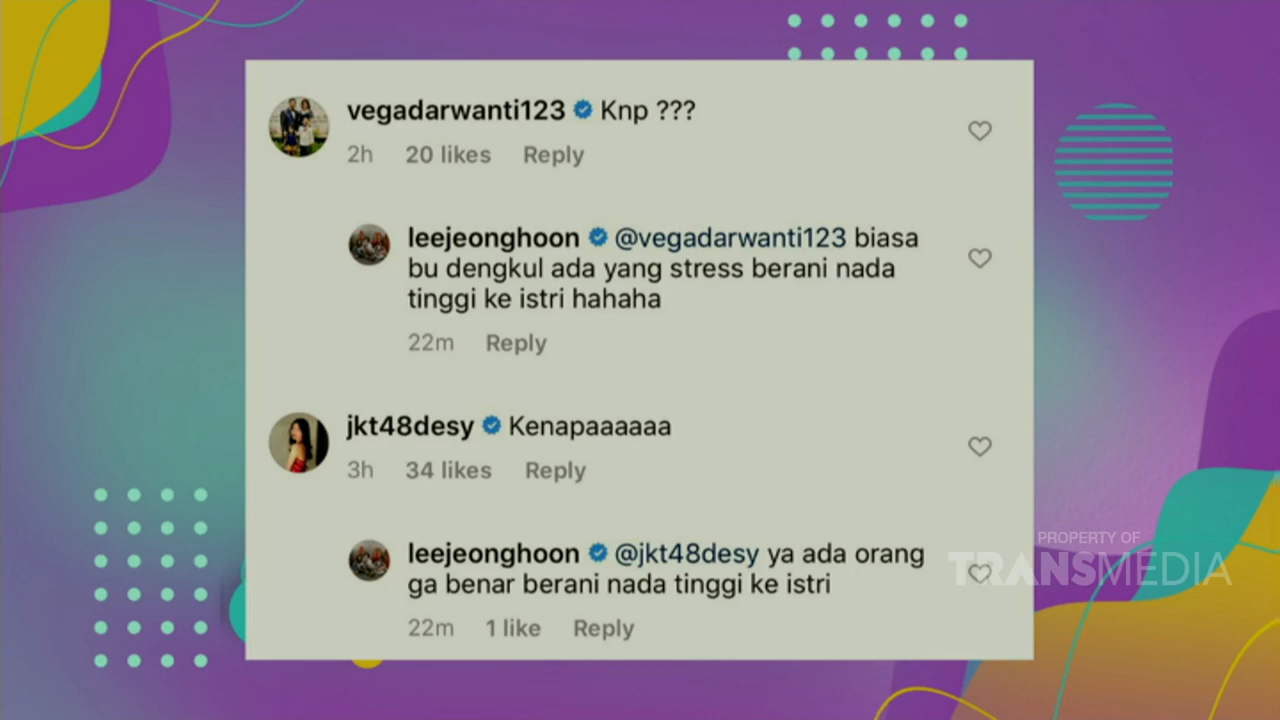 vegadarwanti123 Knp ???
2h 20 likes Reply
leejeonghoon @vegadarwanti123 biasa
bu dengkul ada yang stress berani nada
tinggi ke istri hahaha
22m Reply
jkt48desy Kenapaaaaaa
3h 34 likes Reply
leejeonghoon @jkt48desy ya ada orang
ga benar berani nada tinggi ke istri
22m 1 like Reply
PROPERTY OF
TRANSMEDIA